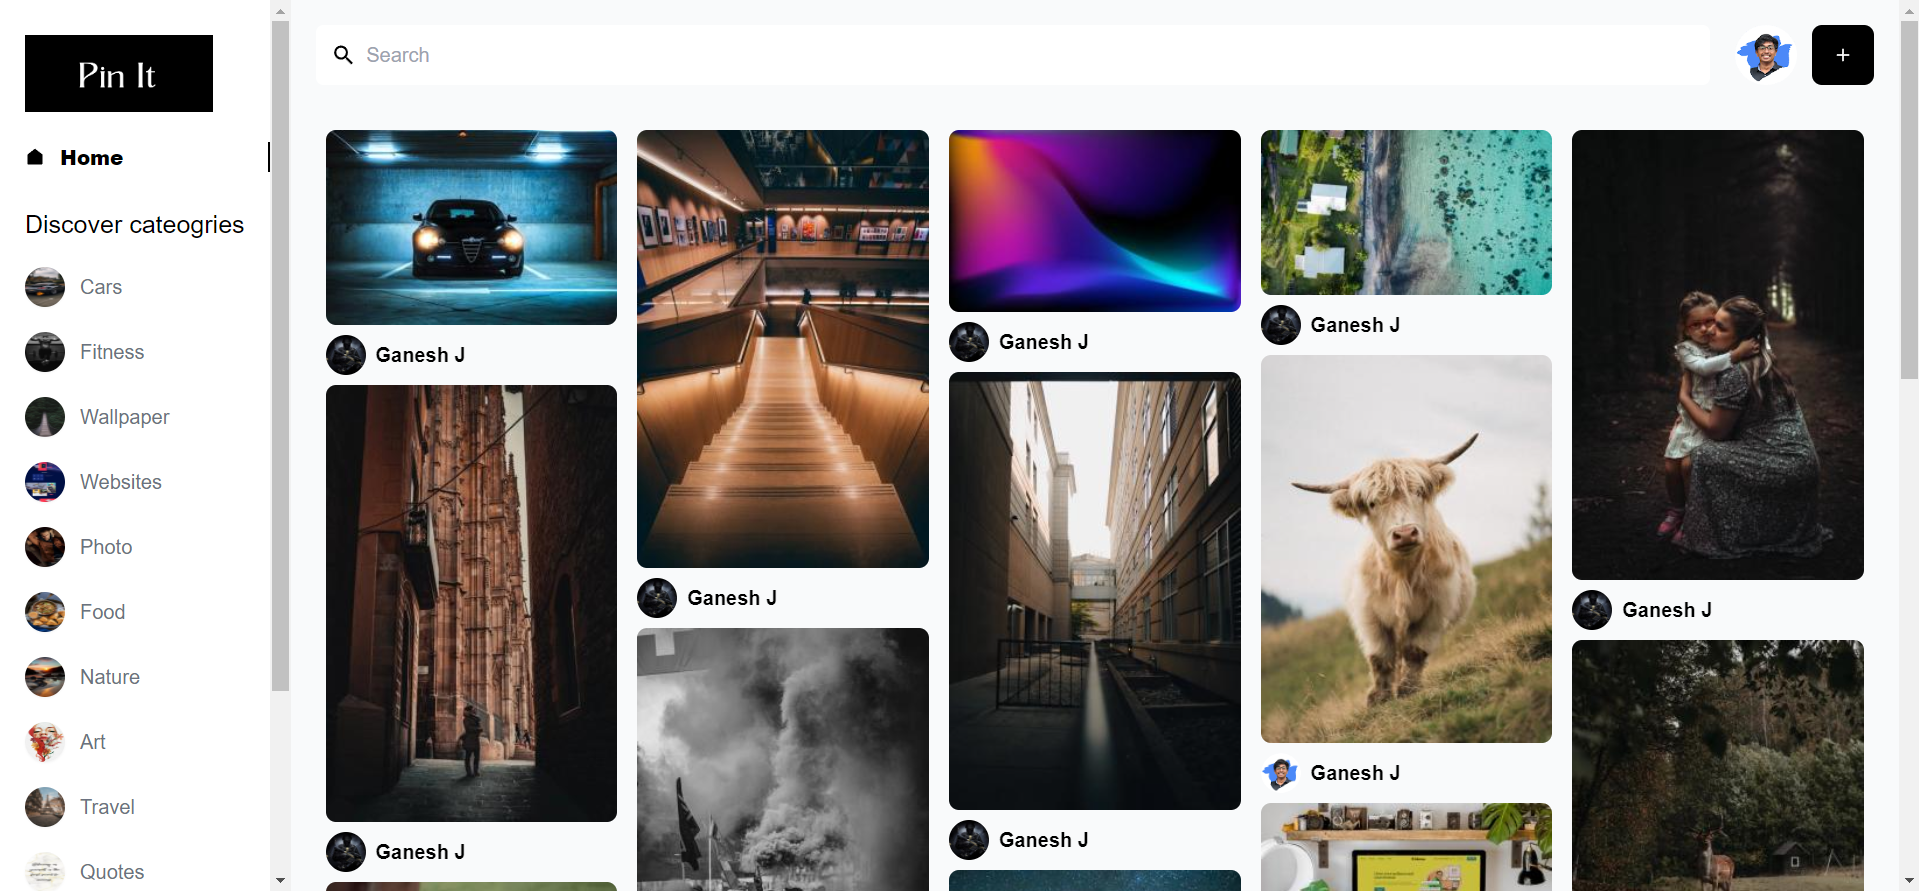 Pin It
Search
+
Home
Discover cateogries
Cars
Fitness
Wallpaper
Websites
Photo
Food
Nature
Art
Travel
Quotes
Ganesh J
Ganesh J
Ganesh J
Ganesh J
Ganesh J
Ganesh J
Ganesh J
Ganesh J